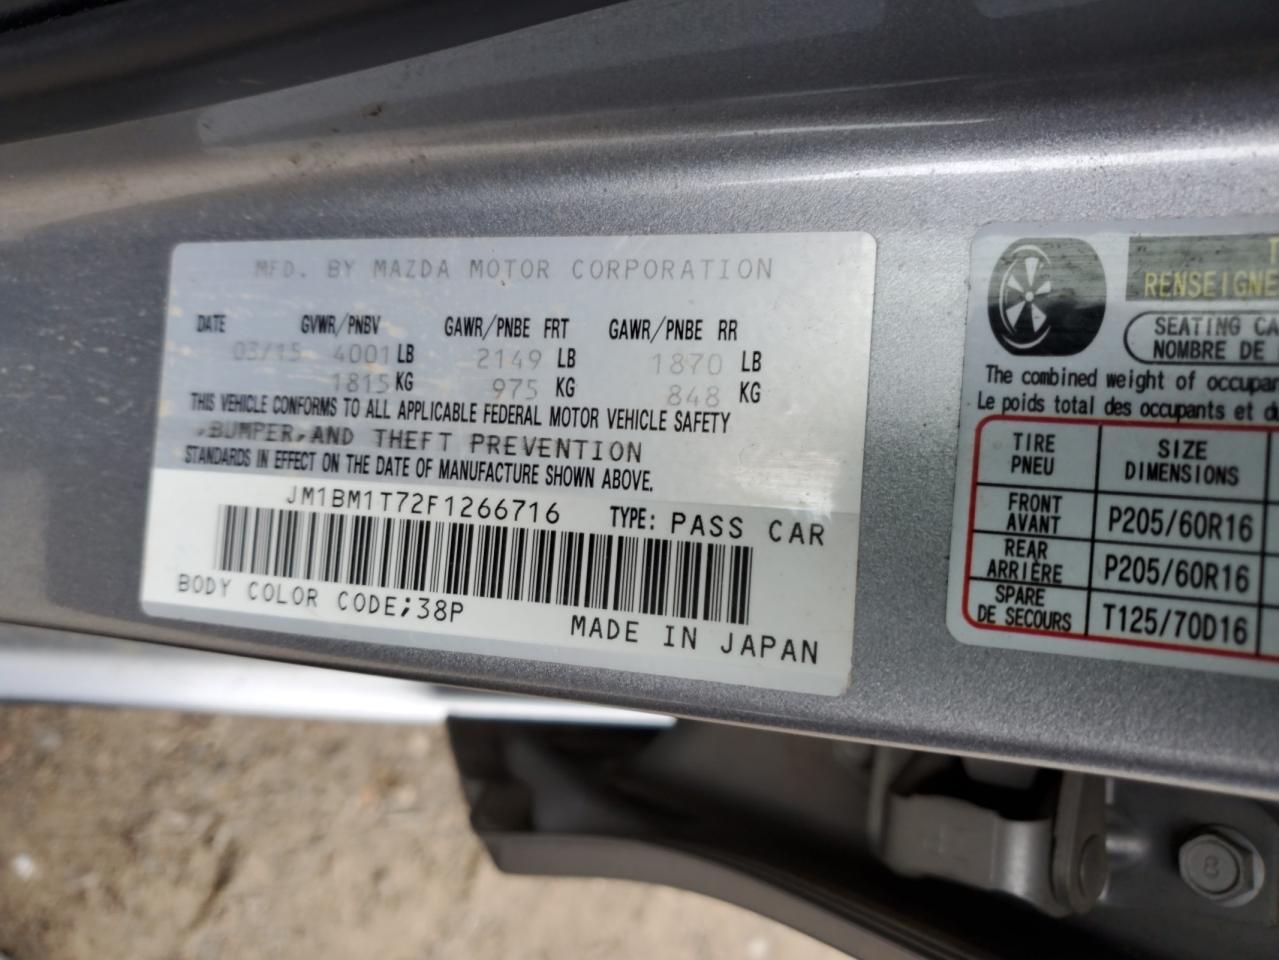 MFD. BY MAZDA MOTOR CORPORATION
DATE GVWR/PNBV GAWR/PNBE FRT GAWR/PNBE RR
03/15 4001 LB 2149 LB 1870 LB
1815 KG 975 KG 848 KG
THIS VEHICLE CONFORMS TO ALL APPLICABLE FEDERAL MOTOR VEHICLE SAFETY
,BUMPER,AND THEFT PREVENTION
STANDARDS IN EFFECT ON THE DATE OF MANUFACTURE SHOWN ABOVE.
JM1BM1T72F1266716 TYPE: PASS CAR
BODY COLOR CODE;38P
MADE IN JAPAN
T
RENSEIGNE
SEATING CA
NOMBRE DE
The combined weight of occupan
Le poids total des occupants et d
TIRE SIZE
PNEU DIMENSIONS
FRONT
AVANT P205/60R16
REAR
ARRIÈRE P205/60R16
SPARE
DE SECOURS T125/70D16
8